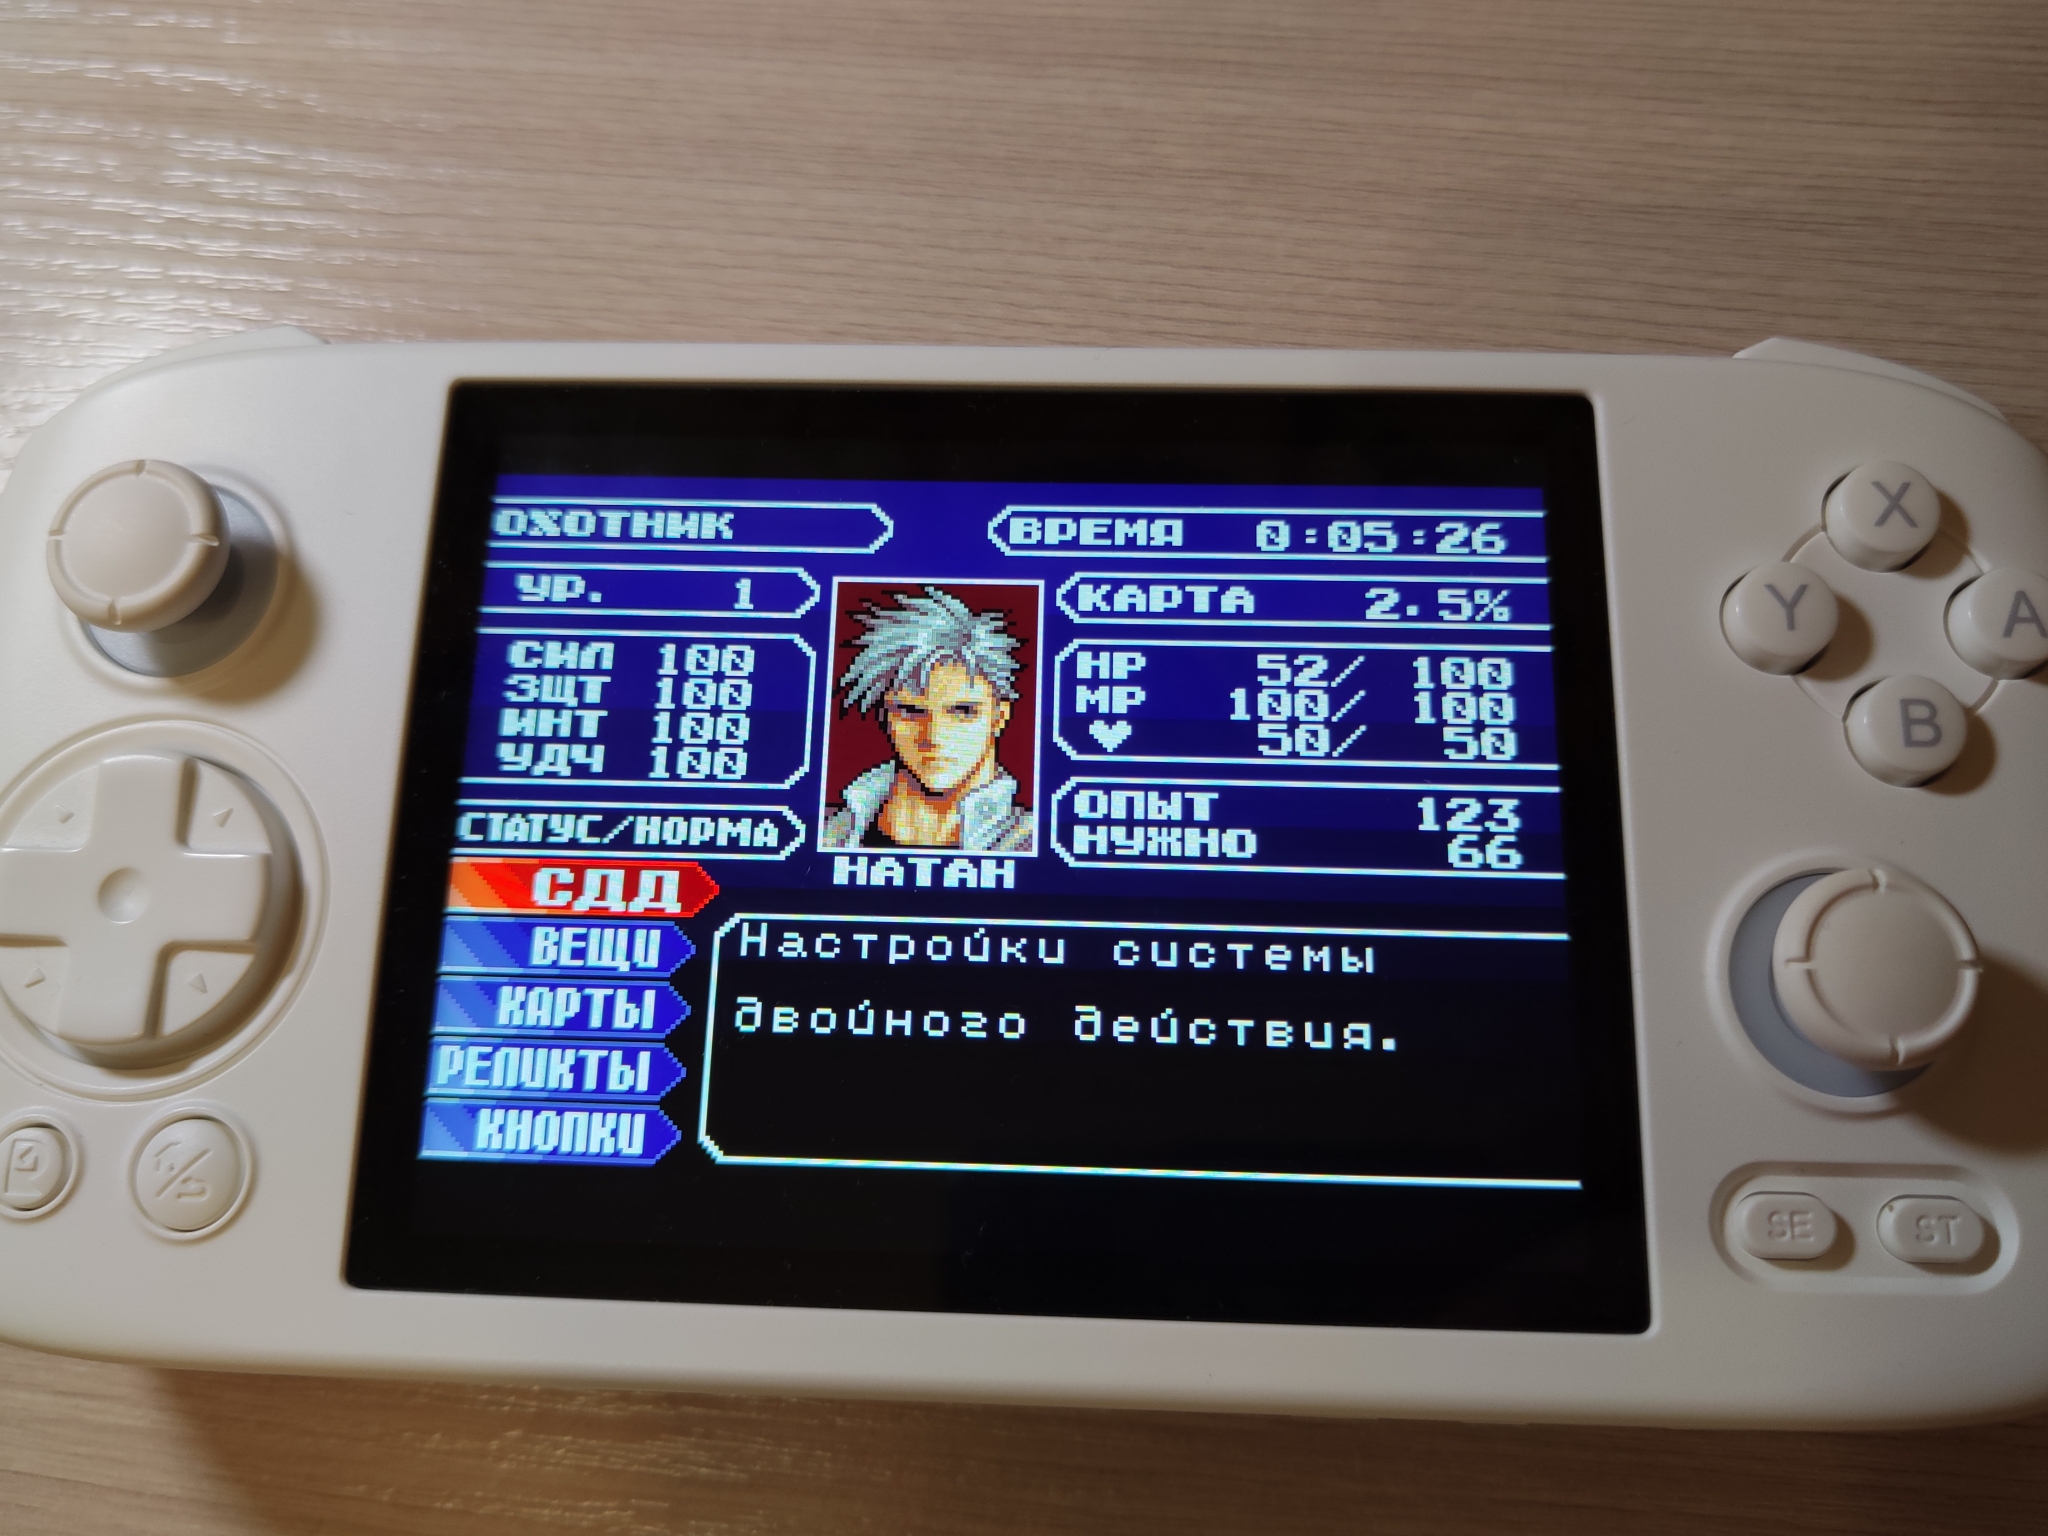 ОХОТНИК
ВРЕМЯ 0:05:26
УР. 1
КАРТА 2.5%
СИЛ 100
ЗЩТ 100
ИНТ 100
УДЧ 100
HP 52/ 100
MP 100/ 100
♥ 50/ 50
СТАТУС/НОРМА
ОПЫТ 123
НУЖНО 66
НАТАН
СДД
ВЕЩИ
КАРТЫ
РЕЛИКТЫ
КНОПКИ
Настройки системы
двойного действия.
X
Y
A
B
SE
ST